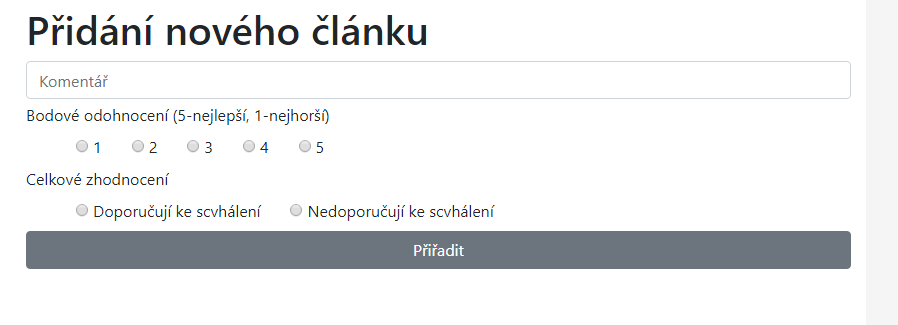 Přidání nového článku
Komentář
Bodové odohnocení (5-nejlepší, 1-nejhorší)
1 2 3 4 5
Celkové zhodnocení
Doporučují ke scvhálení Nedoporučují ke scvhálení
Přiřadit